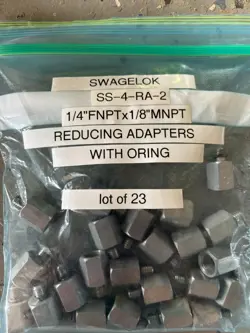 SWAGELOK
SS-4-RA-2
1/4"FNPTx1/8"MNPT
REDUCING ADAPTERS
WITH ORING
lot of 23